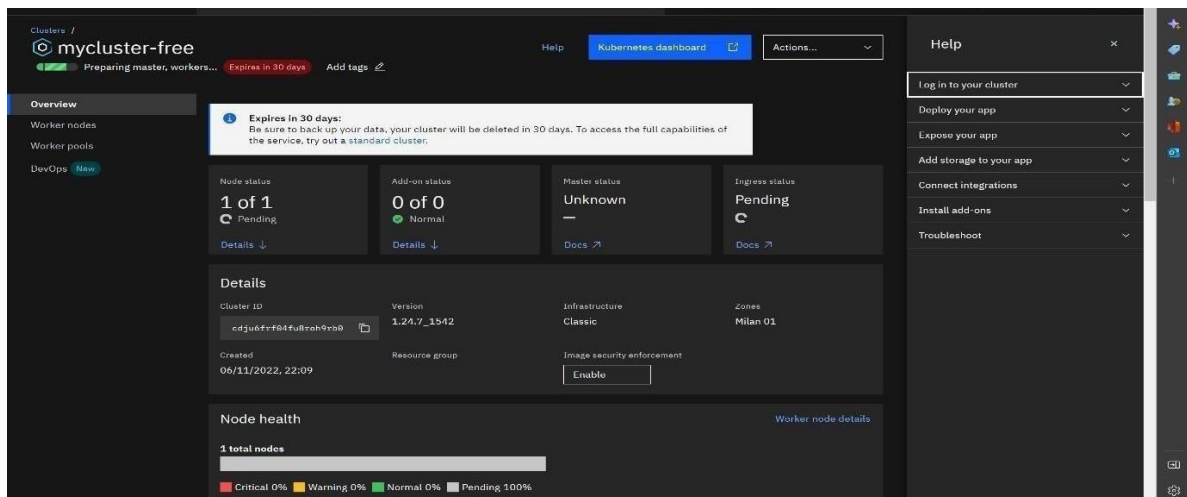 Clusters /
mycluster-free
Help
Kubernetes dashboard
Actions...
Preparing master, workers...
Expires in 30 days
Add tags
Overview
Worker nodes
Worker pools
DevOps New
Expires in 30 days:
Be sure to back up your data, your cluster will be deleted in 30 days. To access the full capabilities of
the service, try out a standard cluster.
Node status
1 of 1
Pending
Details ↓
Add-on status
0 of 0
Normal
Details ↓
Master status
Unknown
—
Docs ↗
Ingress status
Pending
Docs ↗
Details
Cluster ID
Version
Infrastructure
Zones
1.24.7_1542
Classic
Milan 01
Created
Resource group
Image security enforcement
06/11/2022, 22:09
Enable
Node health
Worker node details
1 total nodes
Critical 0% Warning 0% Normal 0% Pending 100%
Help
Log in to your cluster
Deploy your app
Expose your app
Add storage to your app
Connect integrations
Install add-ons
Troubleshoot